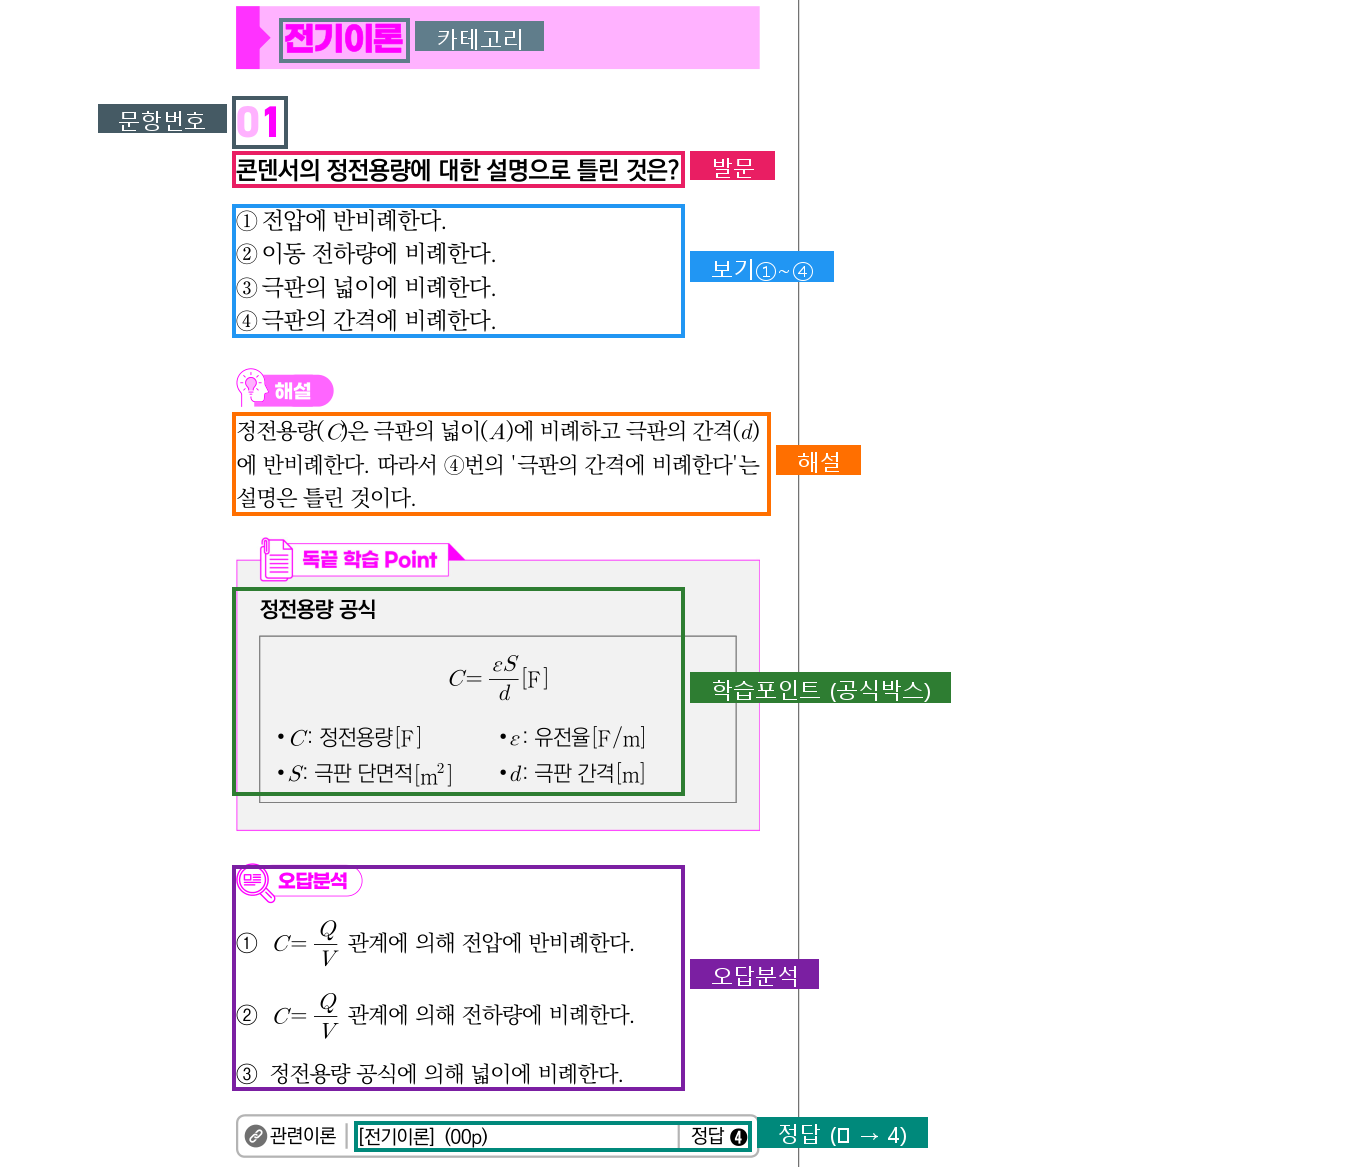 전기이론 카테고리
문항번호 01
콘덴서의 정전용량에 대한 설명으로 틀린 것은? 발문
① 전압에 반비례한다.
② 이동 전하량에 비례한다.
③ 극판의 넓이에 비례한다.
④ 극판의 간격에 비례한다.
보기①~④
해설
정전용량(C)은 극판의 넓이(A)에 비례하고 극판의 간격(d)
에 반비례한다. 따라서 ④번의 '극판의 간격에 비례한다'는
설명은 틀린 것이다.
해설
독끝 학습 Point
정전용량 공식
C= εS/d [F]
• C: 정전용량[F] • ε: 유전율[F/m]
• S: 극판 단면적[m²] • d: 극판 간격[m]
학습포인트 (공식박스)
오답분석
① C= Q/V 관계에 의해 전압에 반비례한다.
② C= Q/V 관계에 의해 전하량에 비례한다.
③ 정전용량 공식에 의해 넓이에 비례한다.
오답분석
관련이론 [전기이론] (00p) 정답 ❹ 정답 (□ → 4)